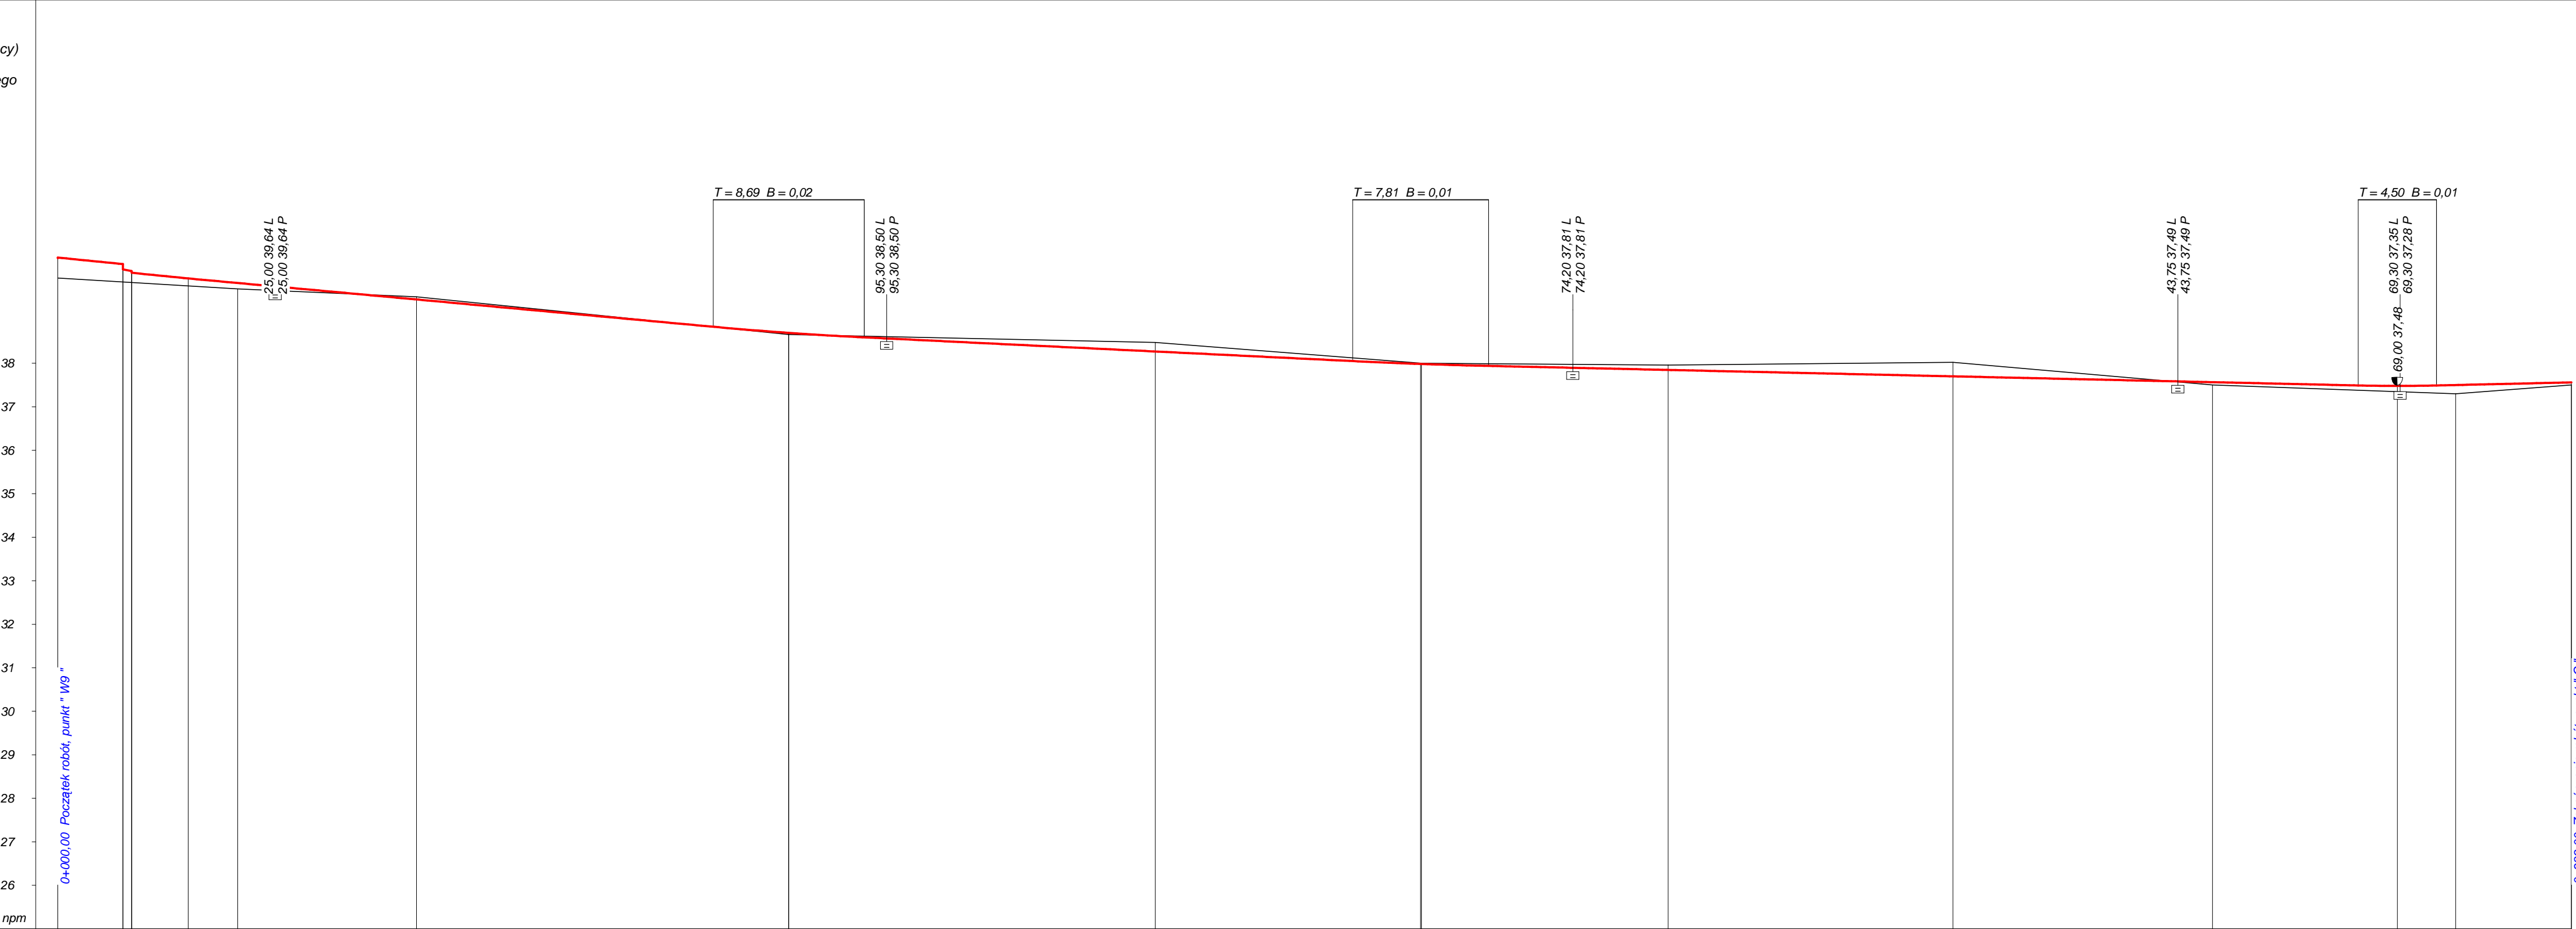 cy)
ego
T = 8,69 B = 0,02
T = 7,81 B = 0,01
T = 4,50 B = 0,01
25,00 39,64 L
25,00 39,64 P
95,30 38,50 L
95,30 38,50 P
74,20 37,81 L
74,20 37,81 P
43,75 37,49 L
43,75 37,49 P
69,30 37,35 L
69,30 37,28 P
69,00 37,48
38
37
36
35
34
33
32
31
30
29
28
27
26
npm
0+000,00 Początek robót, punkt " W9 "